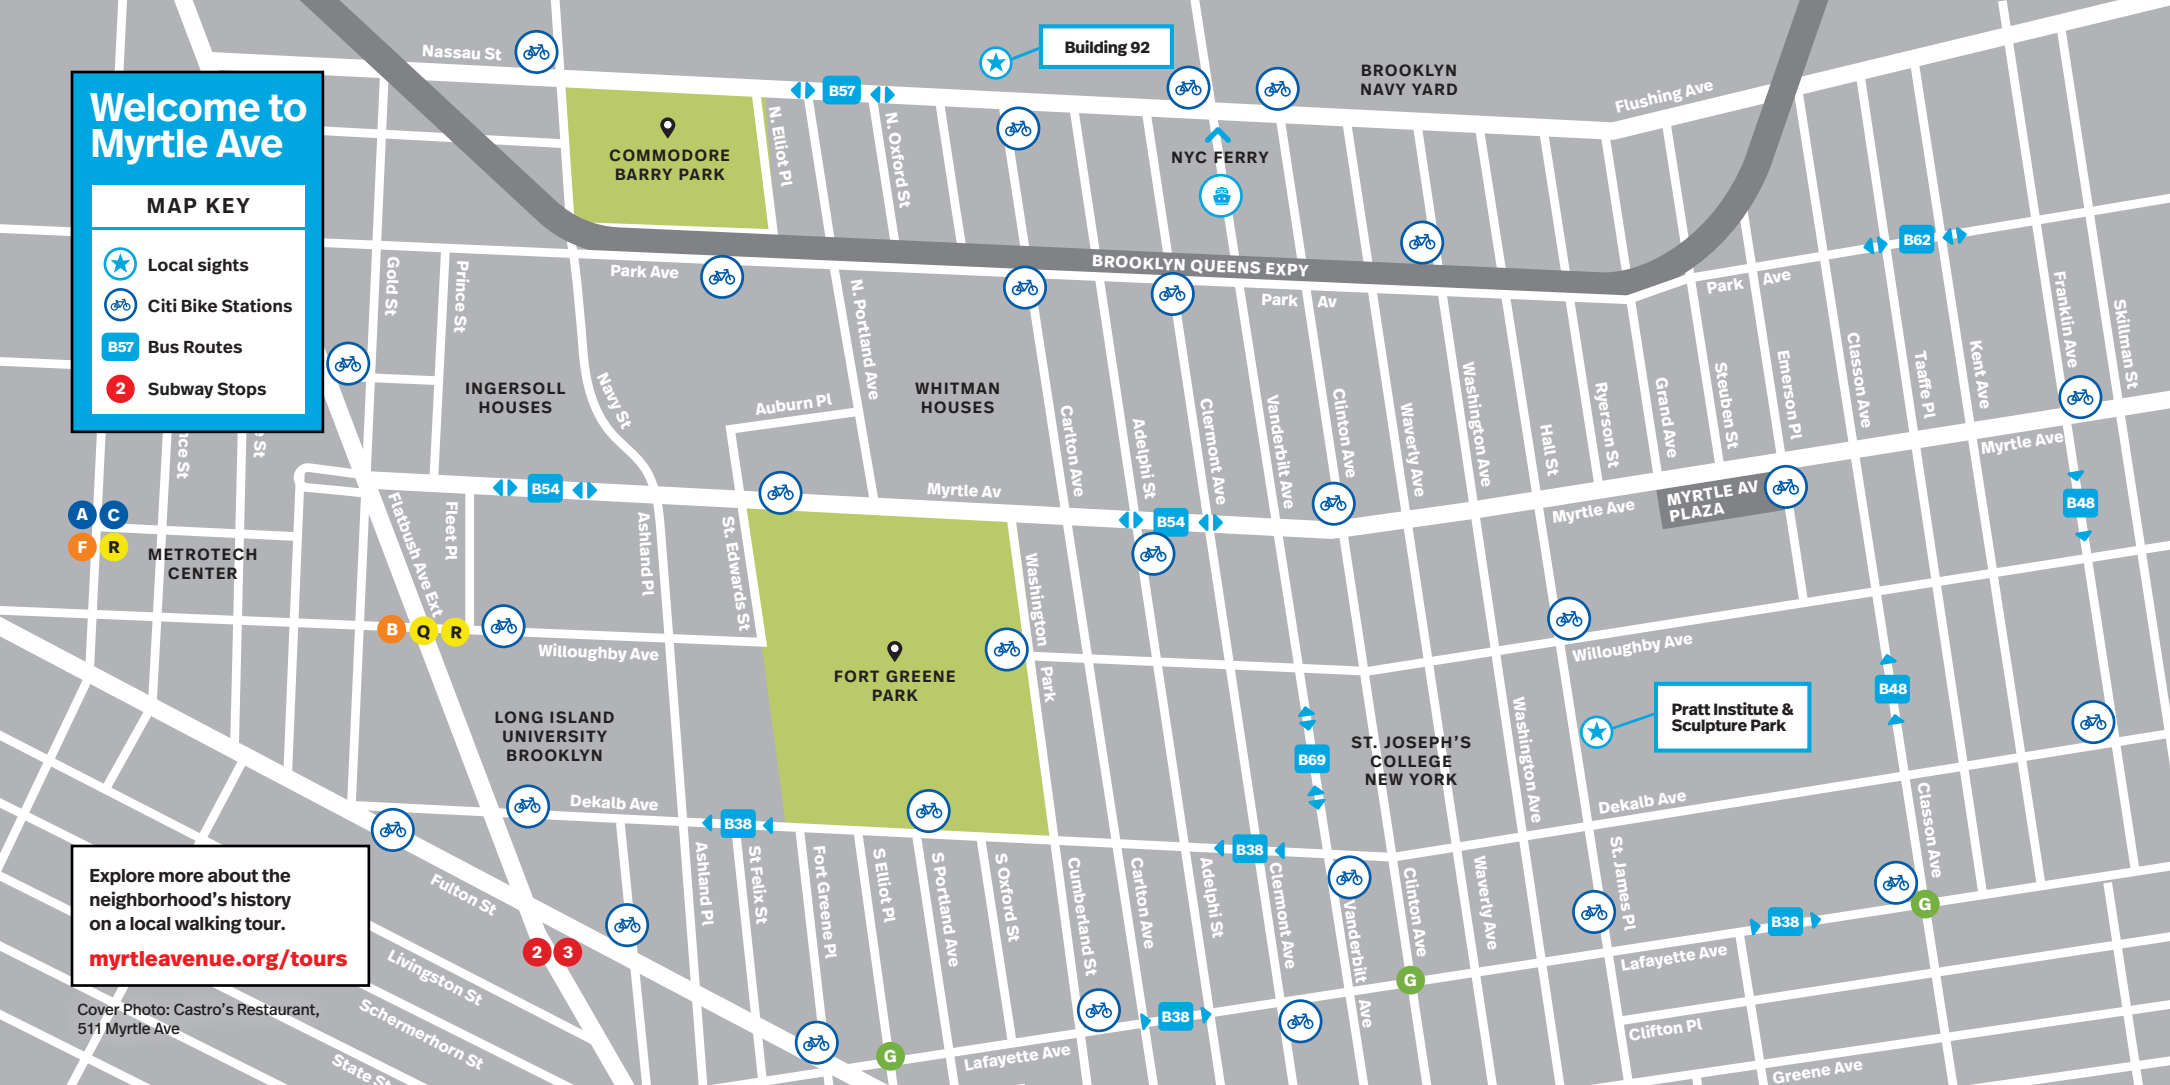 Welcome to
Myrtle Ave
MAP KEY
Local sights
Citi Bike Stations
B57
Bus Routes
2
Subway Stops
Nassau St
Building 92
BROOKLYN
NAVY YARD
Flushing Ave
B57
COMMODORE
BARRY PARK
N. Elliot Pl
N. Oxford St
NYC FERRY
BROOKLYN QUEENS EXPY
Park Ave
Park Av
Park Ave
B62
Gold St
Prince St
N. Portland Ave
Franklin Ave
Skillman St
INGERSOLL
HOUSES
Navy St
Auburn Pl
WHITMAN
HOUSES
Carlton Ave
Adelphi St
Clermont Ave
Vanderbilt Ave
Clinton Ave
Waverly Ave
Washington Ave
Hall St
Ryerson St
Grand Ave
Steuben St
Emerson Pl
Classon Ave
Taaffe Pl
Kent Ave
Myrtle Ave
nce St
e St
B54
Myrtle Av
B54
Myrtle Ave
MYRTLE AV
PLAZA
B48
A C
F R
METROTECH
CENTER
Flatbush Ave Ext
Fleet Pl
Ashland Pl
St. Edwards St
Washington Park
B Q R
Willoughby Ave
Willoughby Ave
FORT GREENE
PARK
B48
LONG ISLAND
UNIVERSITY
BROOKLYN
B69
ST. JOSEPH'S
COLLEGE
NEW YORK
Washington Ave
Pratt Institute &
Sculpture Park
Dekalb Ave
Dekalb Ave
B38
B38
Classon Ave
Explore more about the
neighborhood's history
on a local walking tour.
myrtleavenue.org/tours
Fulton St
2 3
Ashland Pl
St Felix St
Fort Greene Pl
S Elliot Pl
S Portland Ave
S Oxford St
Cumberland St
Carlton Ave
Adelphi St
Clermont Ave
Vanderbilt Ave
Clinton Ave
Waverly Ave
St. James Pl
B38
G
Lafayette Ave
G
B38
Livingston St
Schermerhorn St
State St
Cover Photo: Castro's Restaurant,
511 Myrtle Ave
G
Lafayette Ave
Clifton Pl
Greene Ave